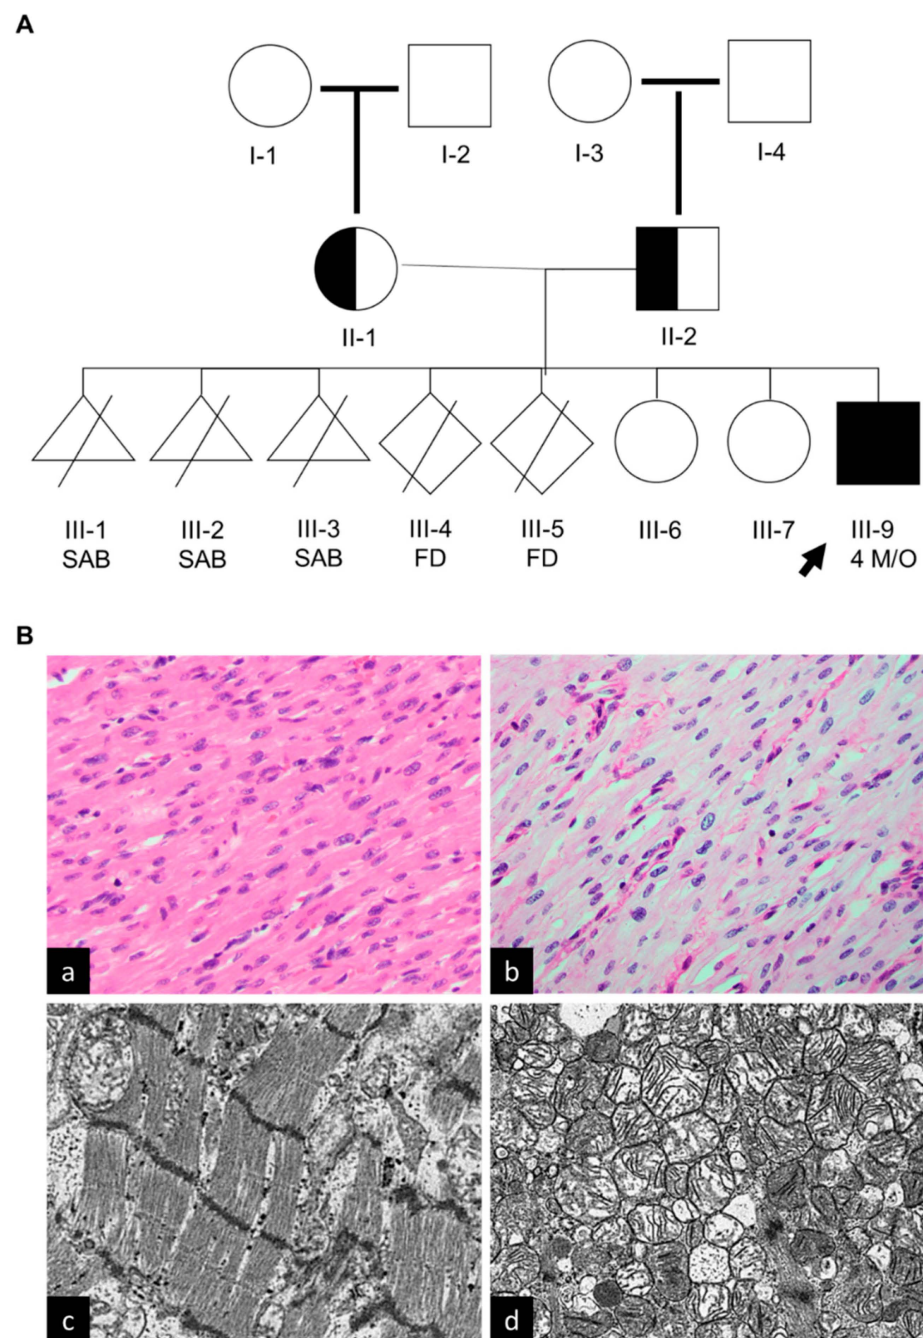 A
I-1 I-2 I-3 I-4
II-1 II-2
III-1 III-2 III-3 III-4 III-5 III-6 III-7 III-9
SAB SAB SAB FD FD 4 M/O
B
a b
c d